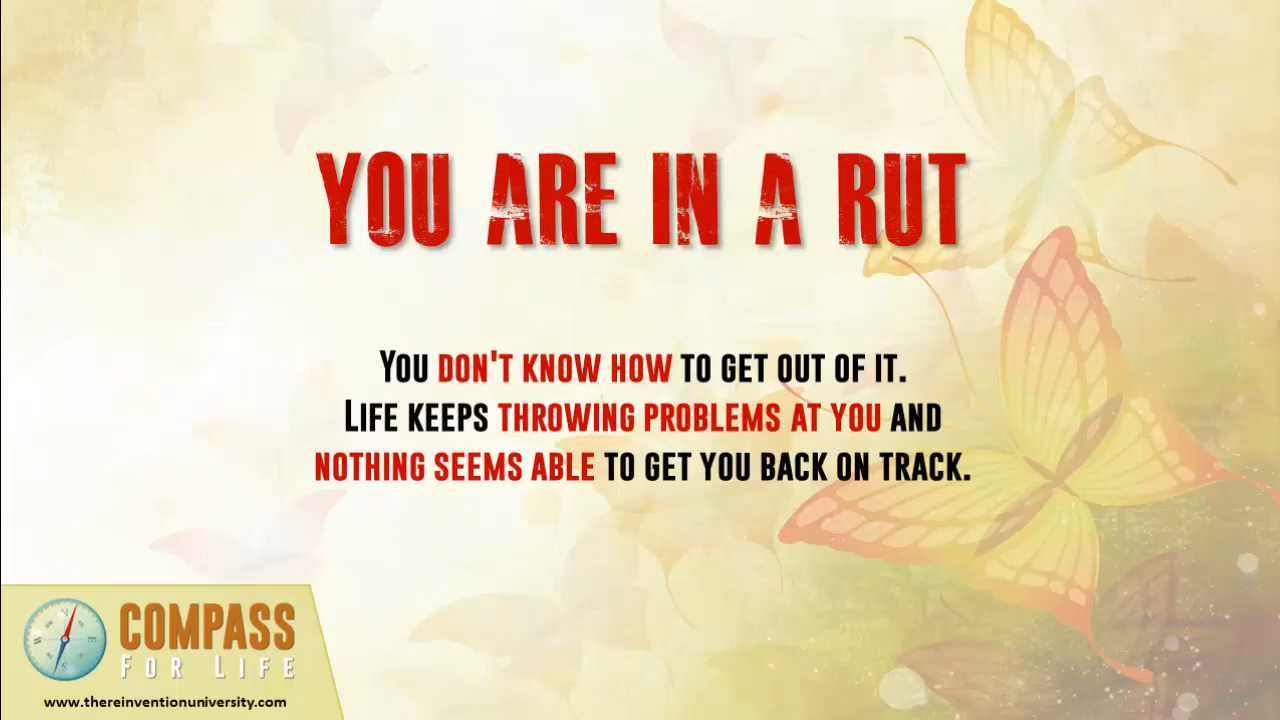 YOU ARE IN A RUT
YOU DON'T KNOW HOW TO GET OUT OF IT.
LIFE KEEPS THROWING PROBLEMS AT YOU AND
NOTHING SEEMS ABLE TO GET YOU BACK ON TRACK.
COMPASS
FOR LIFE
www.thereinventionuniversity.com